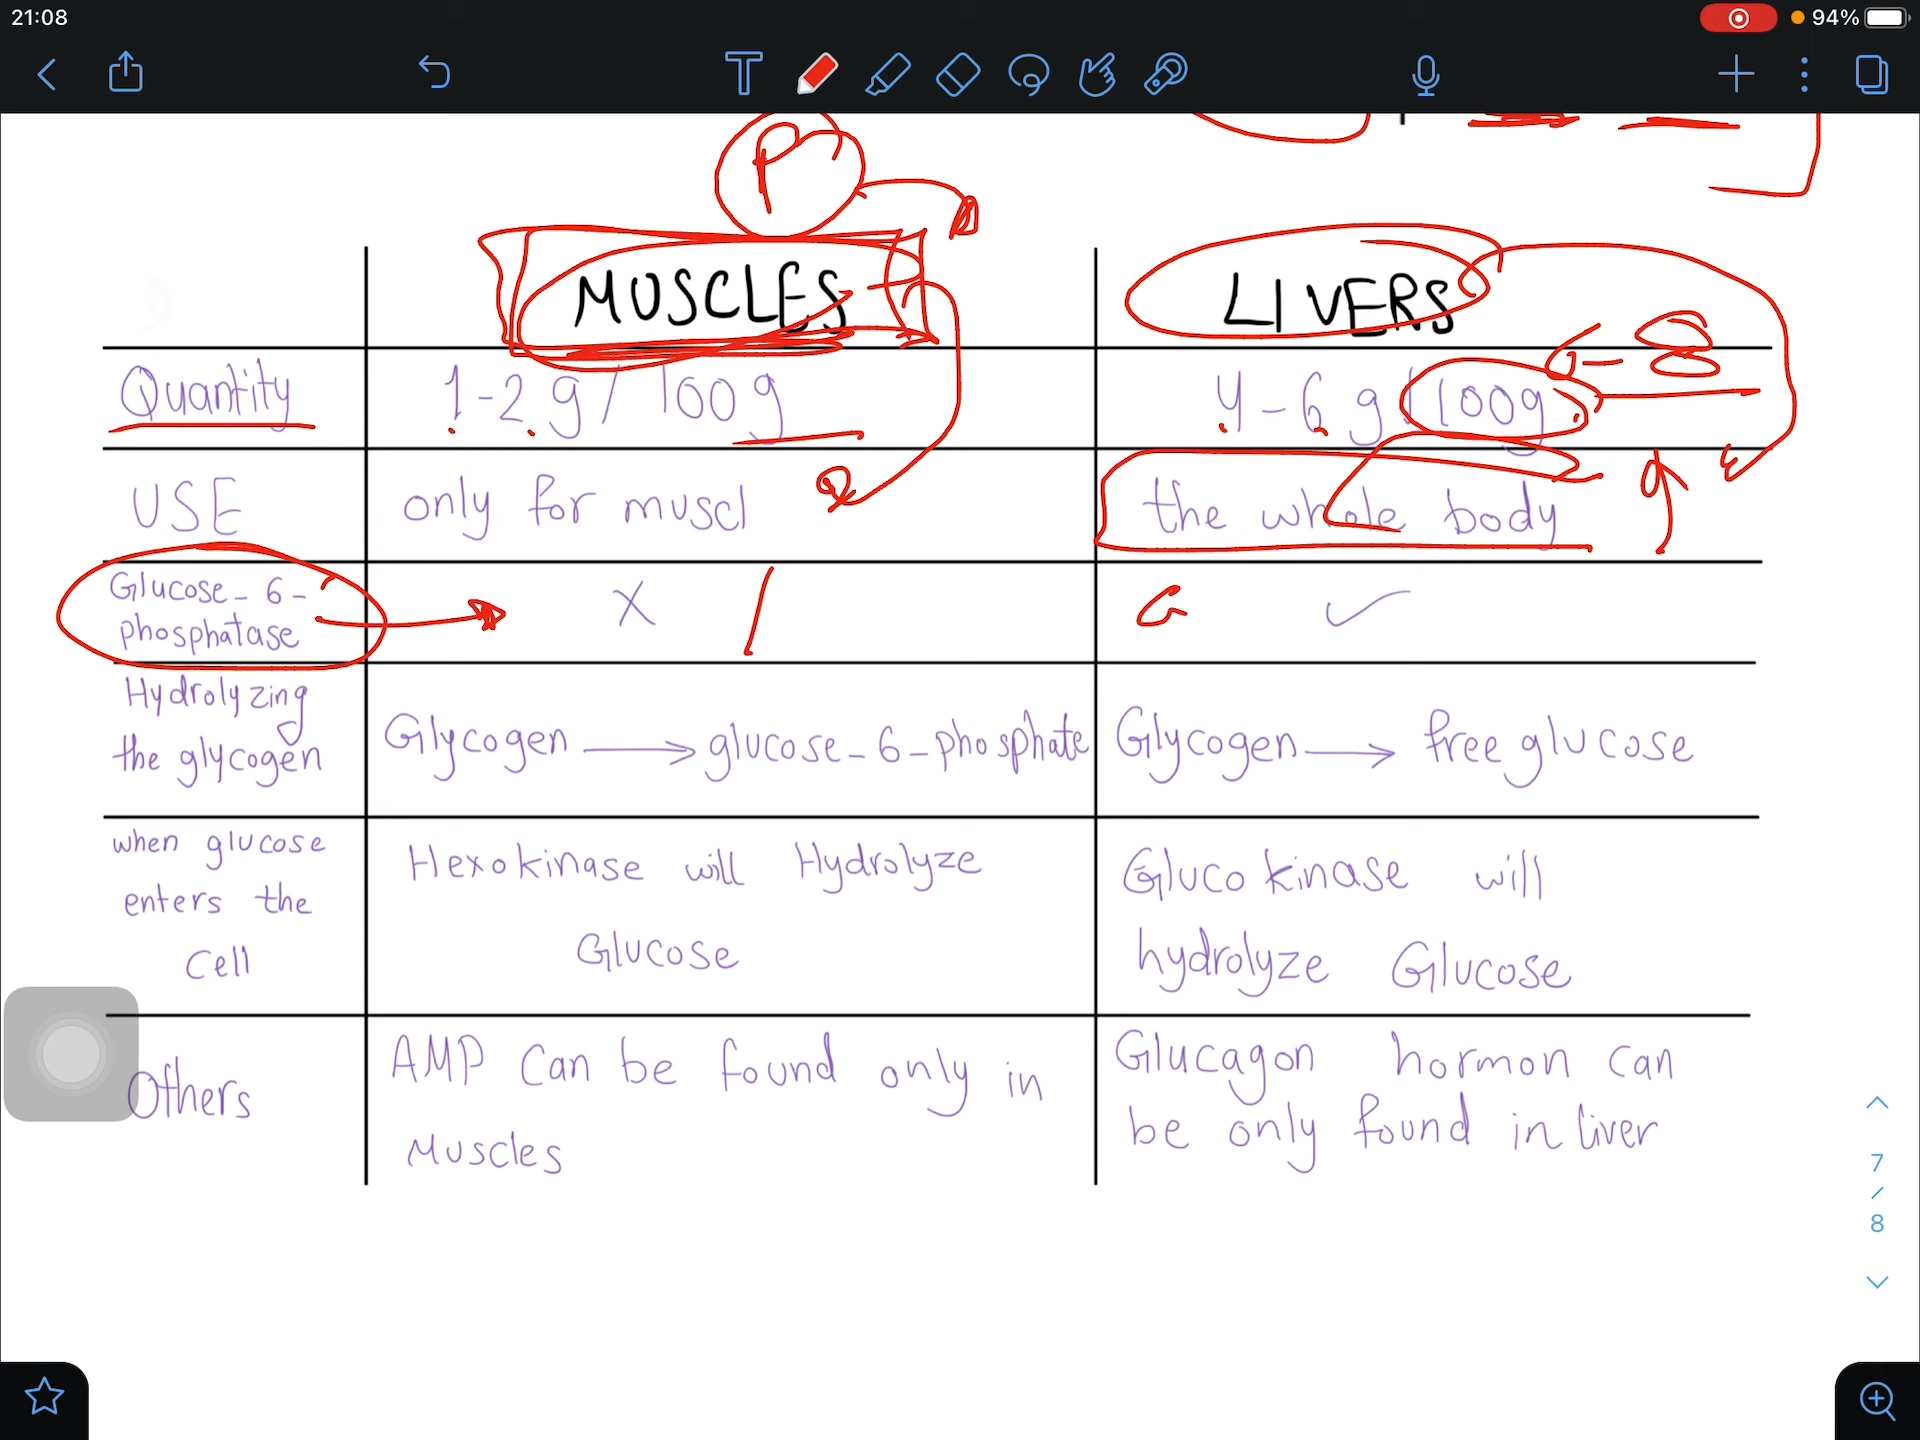 21:08
94%
P
MUSCLES
LIVERS
Quantity
1-2 g/100g
4-6 g/100g
6-8
USE
only for muscl
the whole body
Glucose-6-
phosphatase
X
G
✓
Hydrolyzing
the glycogen
Glycogen → glucose-6-phosphate
Glycogen → free glucose
when glucose
enters the
Cell
Hexokinase will Hydrolyze
Glucose
Glucokinase will
hydrolyze Glucose
Others
AMP Can be found only in
Muscles
Glucagon hormon can
be only found in liver
7
/
8